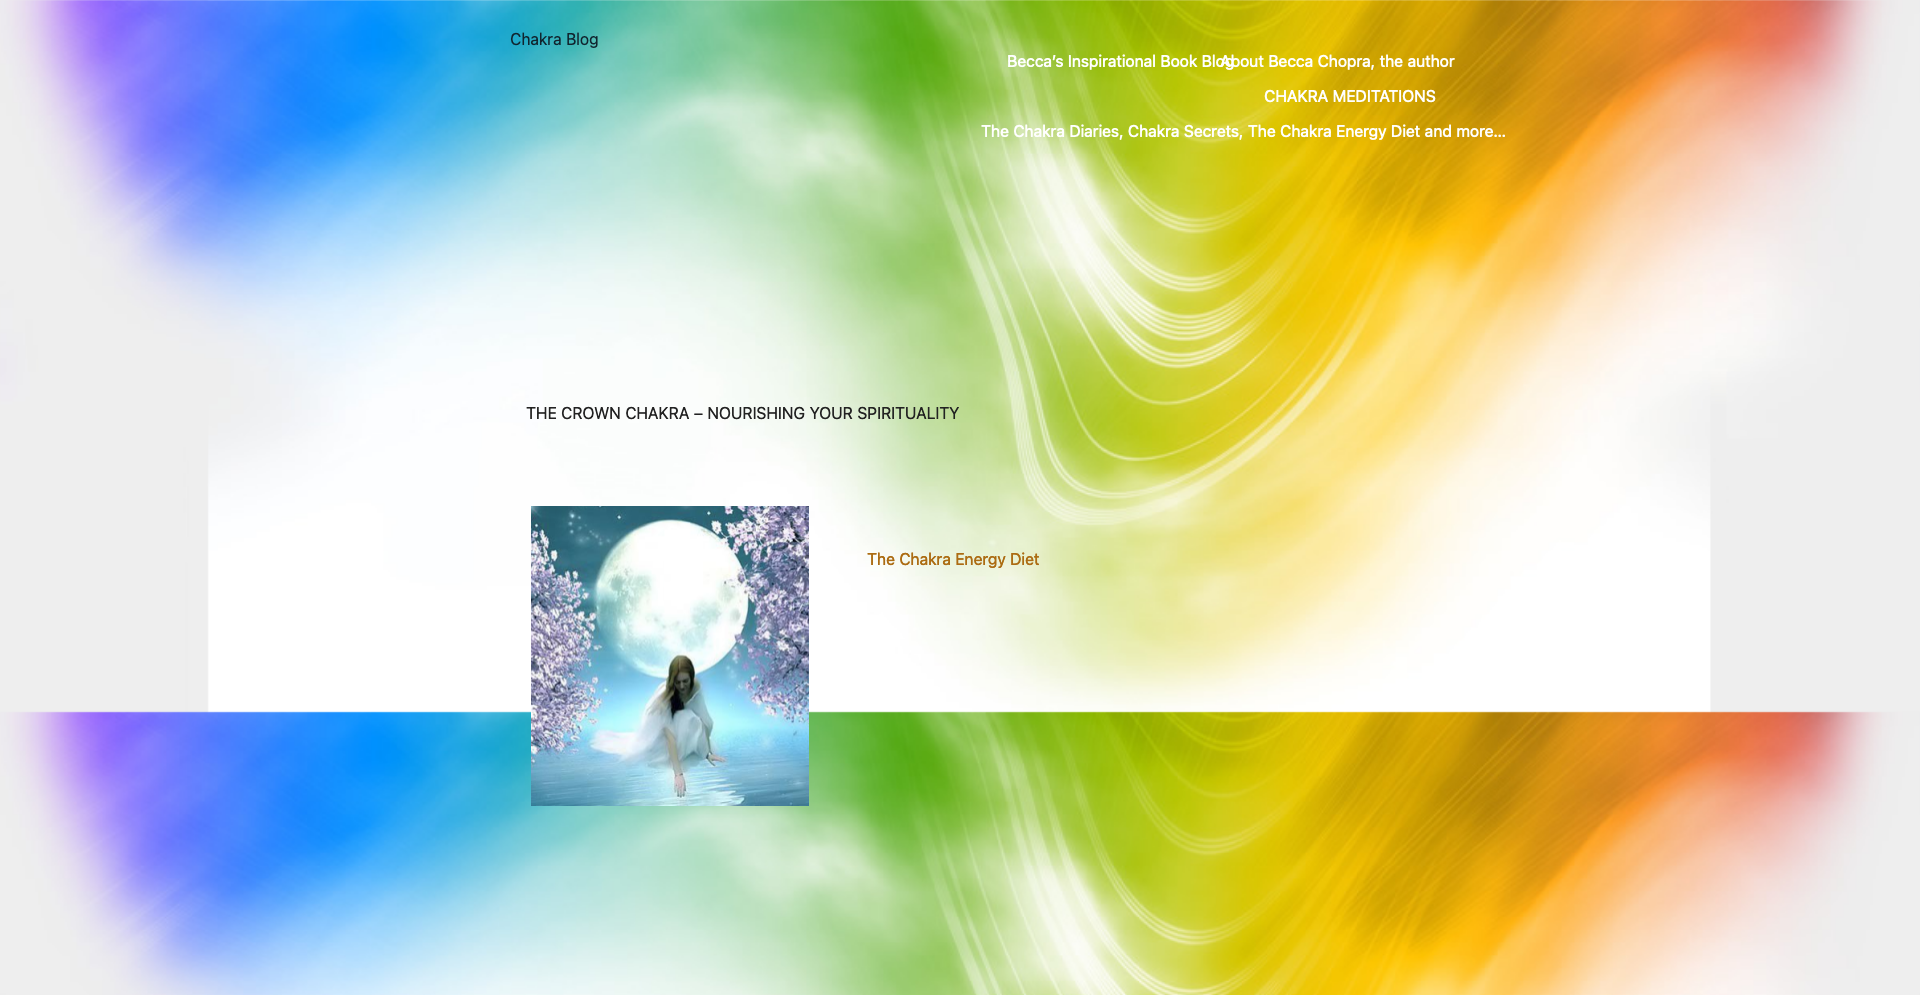 Chakra Blog
Becca’s Inspirational Book Blog
About Becca Chopra, the author
CHAKRA MEDITATIONS
The Chakra Diaries, Chakra Secrets, The Chakra Energy Diet and more…
THE CROWN CHAKRA – NOURISHING YOUR SPIRITUALITY
The Chakra Energy Diet